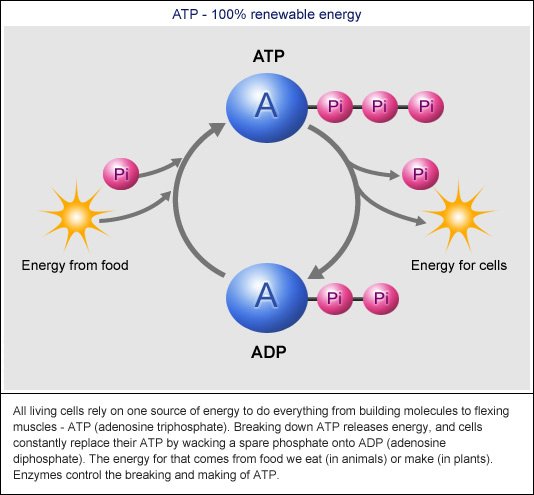 ATP - 100% renewable energy
ATP
A Pi Pi Pi
Pi Pi
Energy from food Energy for cells
A Pi Pi
ADP
All living cells rely on one source of energy to do everything from building molecules to flexing
muscles - ATP (adenosine triphosphate). Breaking down ATP releases energy, and cells
constantly replace their ATP by wacking a spare phosphate onto ADP (adenosine
diphosphate). The energy for that comes from food we eat (in animals) or make (in plants).
Enzymes control the breaking and making of ATP.